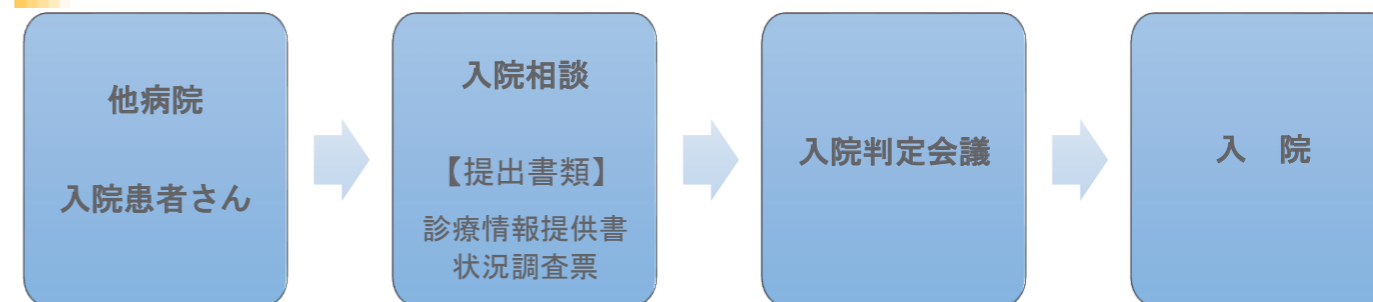 他病院
入院患者さん
入院相談
【提出書類】
診療情報提供書
状況調査票
入院判定会議
入　院